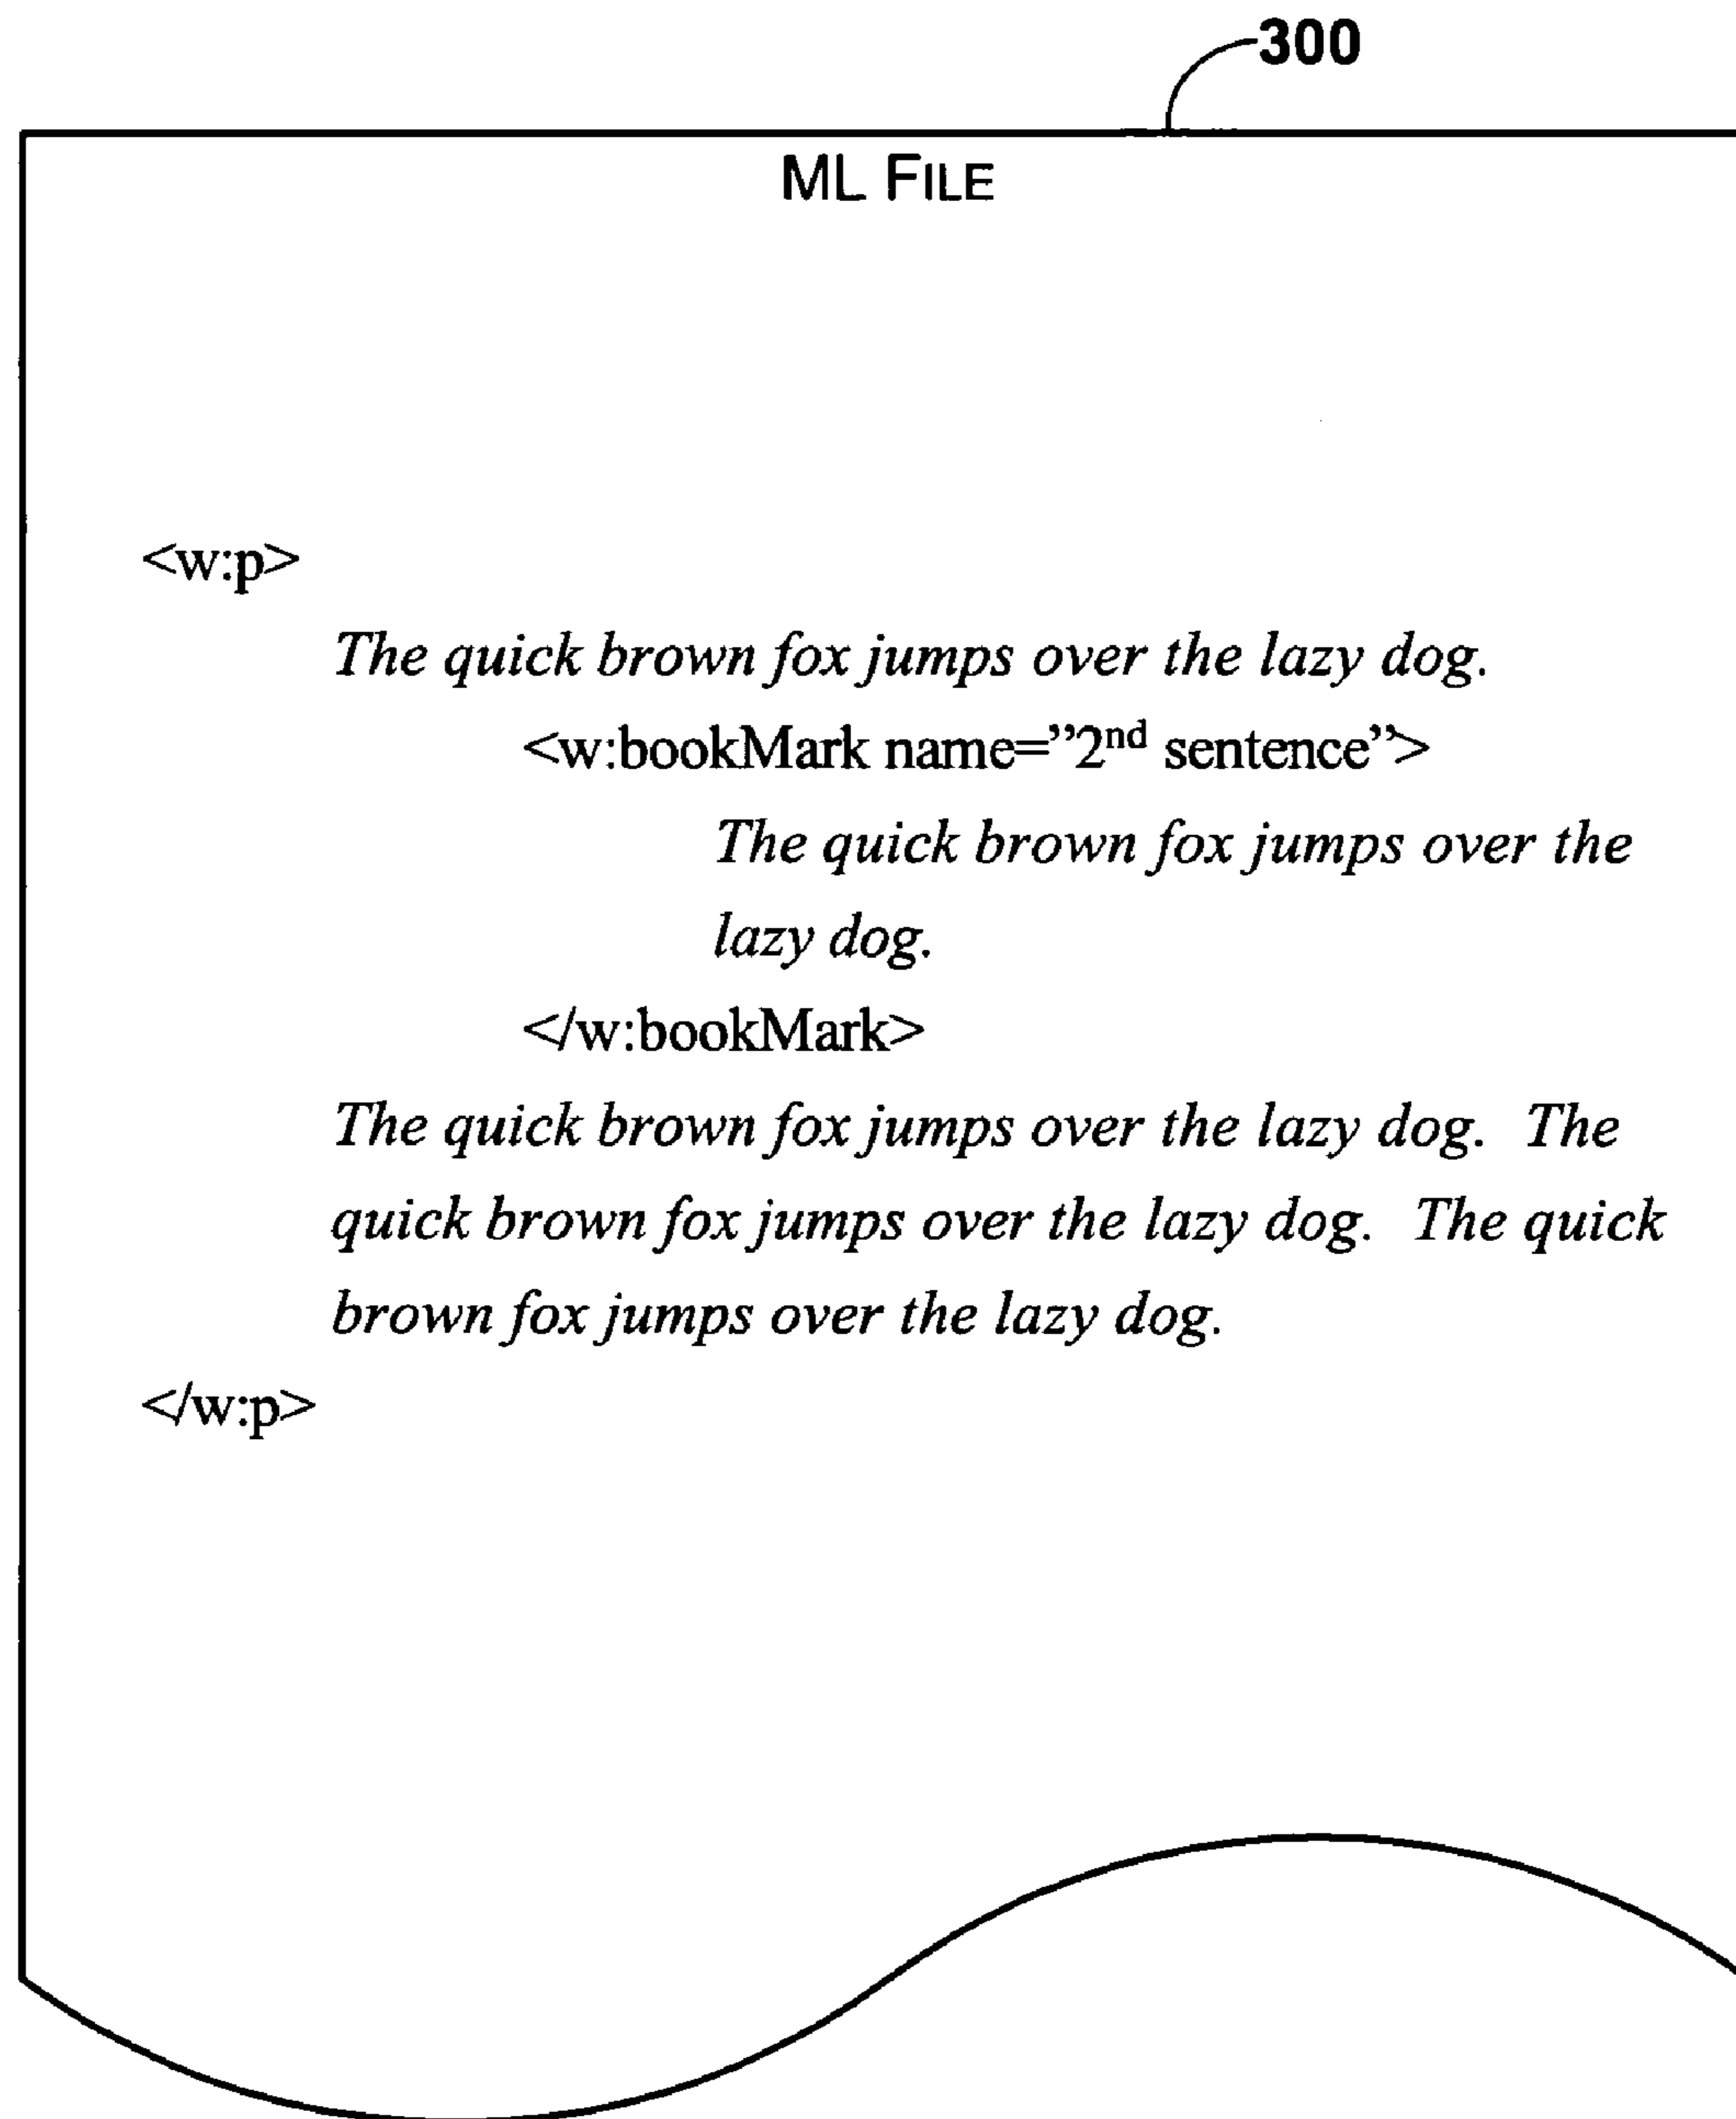 300
ML FILE
<w:p>
The quick brown fox jumps over the lazy dog.
<w:bookMark name=”2nd sentence”>
The quick brown fox jumps over the
lazy dog.
</w:bookMark>
The quick brown fox jumps over the lazy dog.  The
quick brown fox jumps over the lazy dog.  The quick
brown fox jumps over the lazy dog.
</w:p>